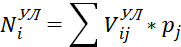 N_i^{ул} = ∑ V_{ij}^{ул} * p_j